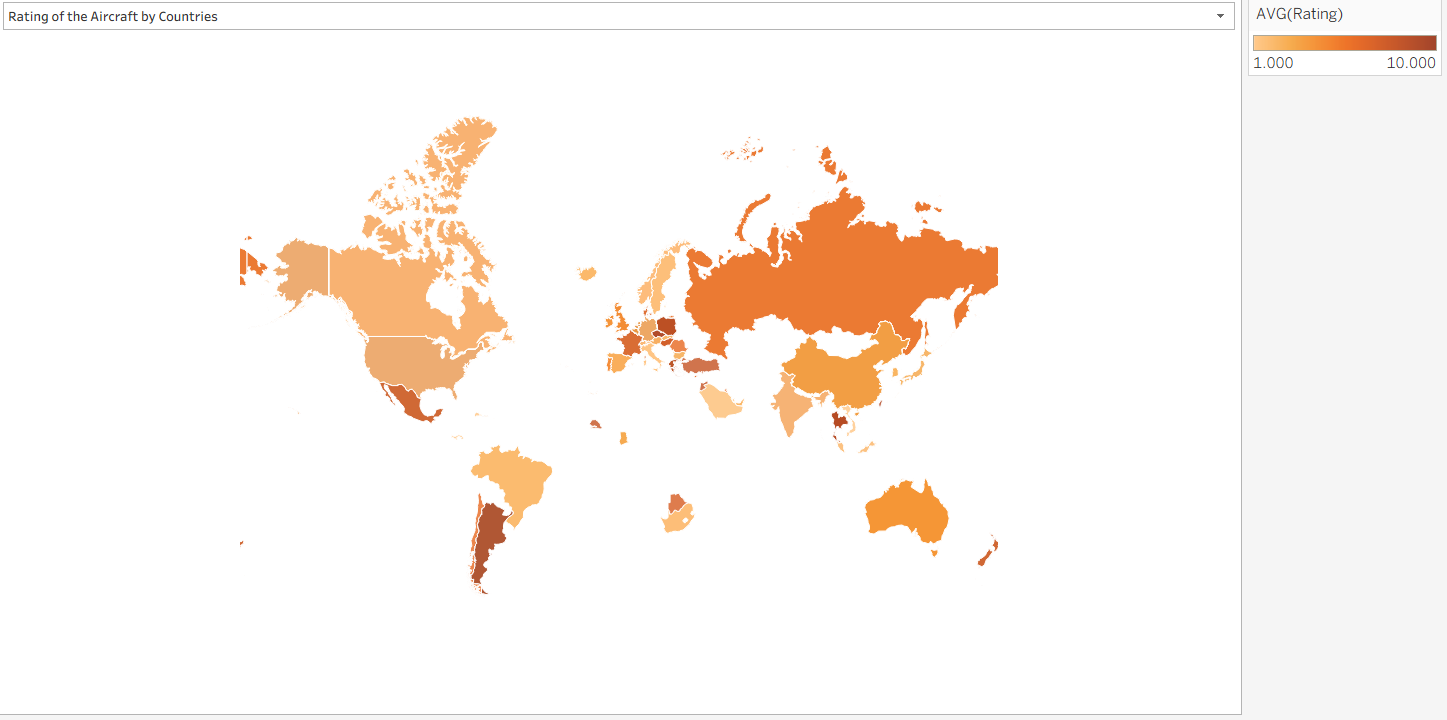 Rating of the Aircraft by Countries
AVG(Rating)
1.000 10.000